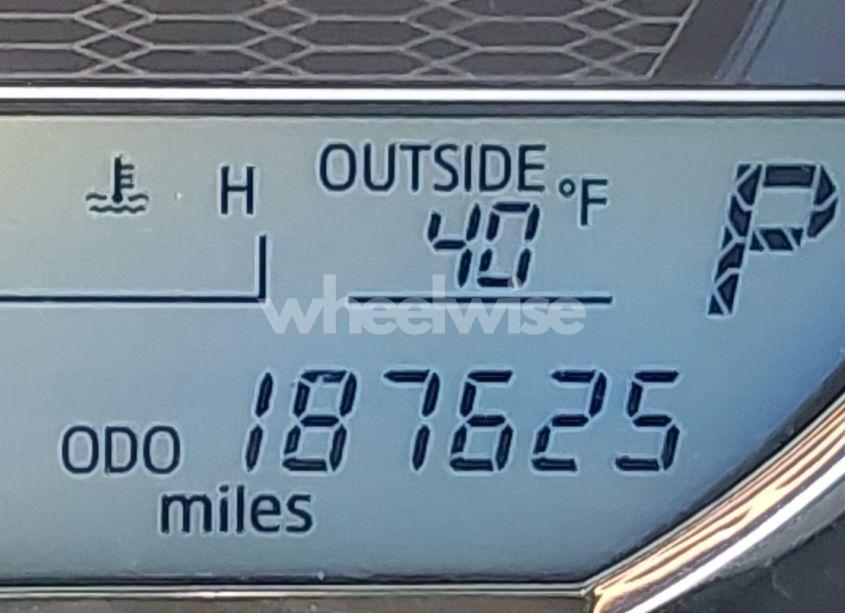 OUTSIDE
H
40 °F
P
wheelwise
ODO 187625
miles